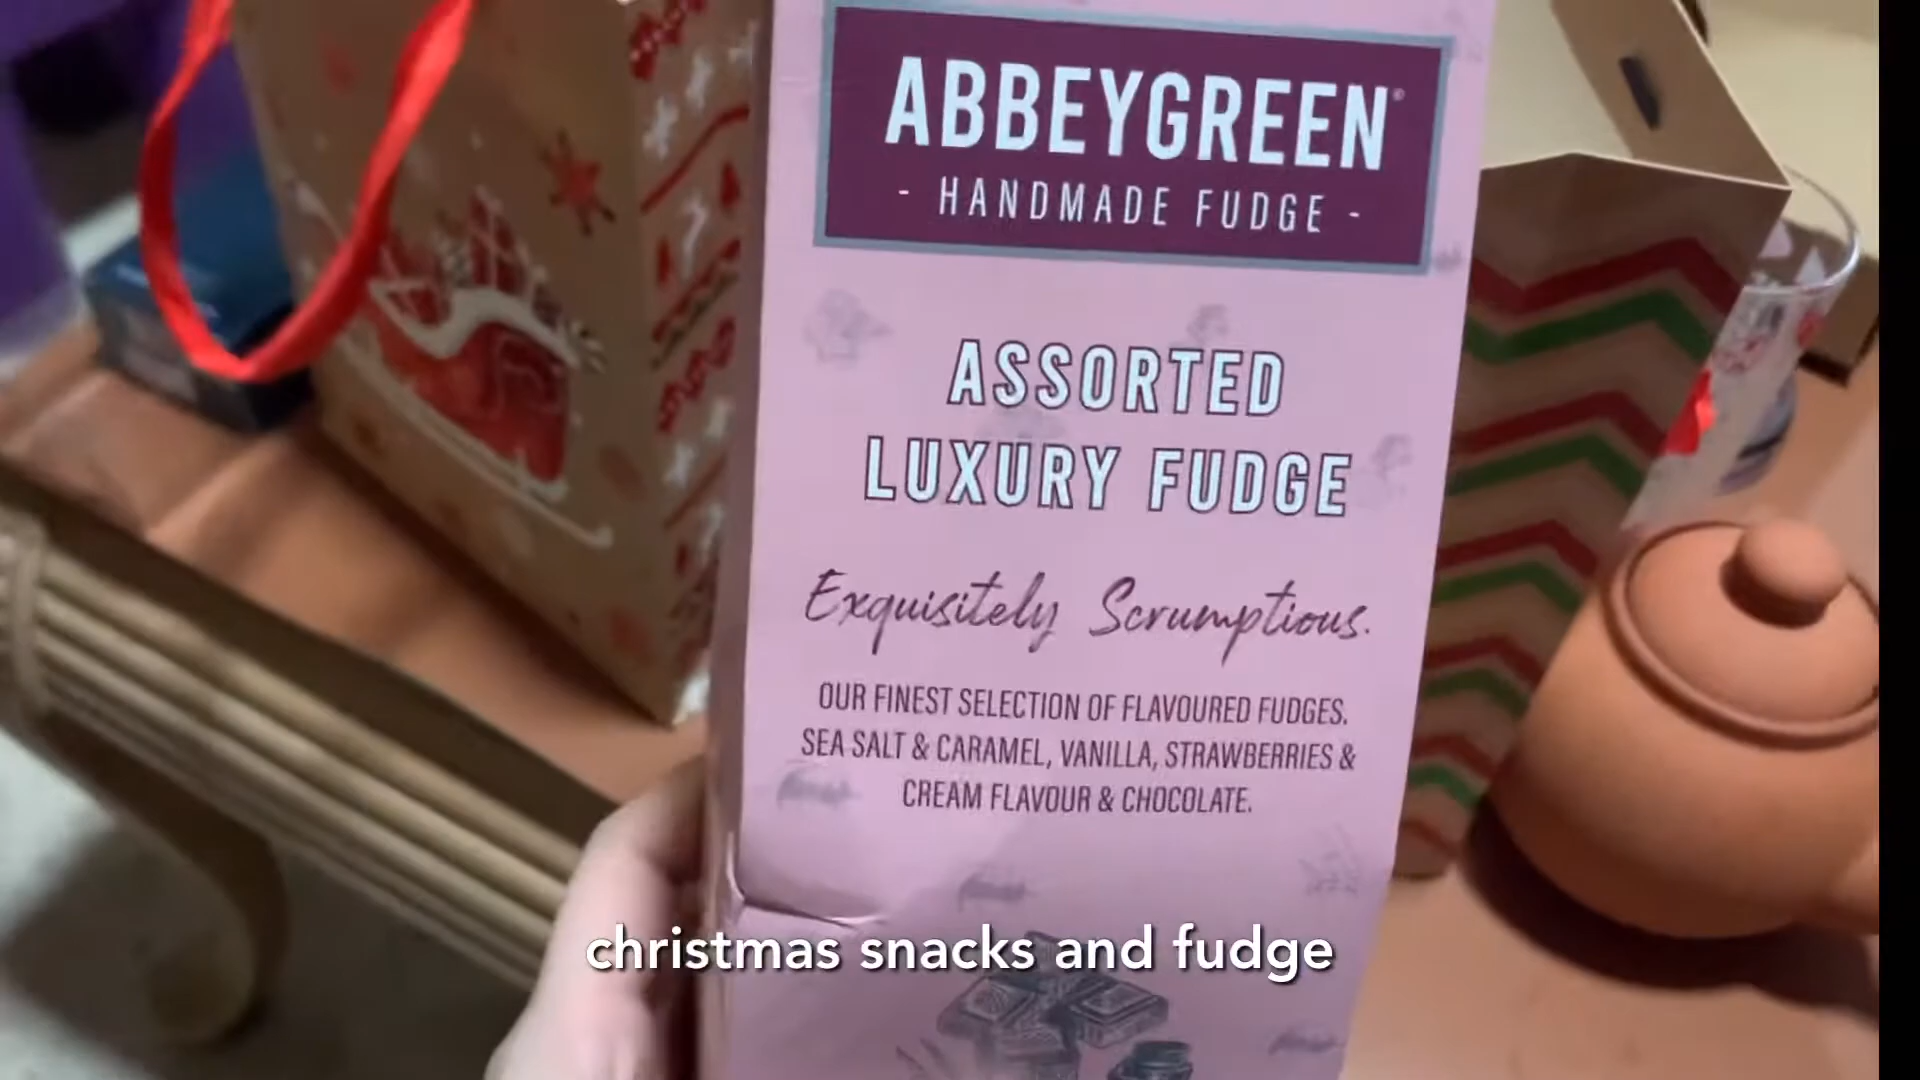 ABBEYGREEN®
- HANDMADE FUDGE -
ASSORTED
LUXURY FUDGE
Exquisitely Scrumptious.
OUR FINEST SELECTION OF FLAVOURED FUDGES.
SEA SALT & CARAMEL, VANILLA, STRAWBERRIES &
CREAM FLAVOUR & CHOCOLATE.
christmas snacks and fudge